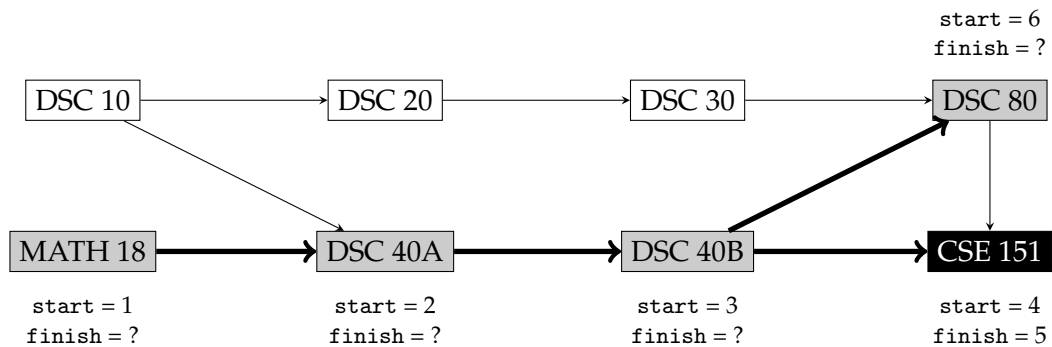 start = 6
finish = ?
DSC 10
DSC 20
DSC 30
DSC 80
MATH 18
DSC 40A
DSC 40B
CSE 151
start = 1
finish = ?
start = 2
finish = ?
start = 3
finish = ?
start = 4
finish = 5